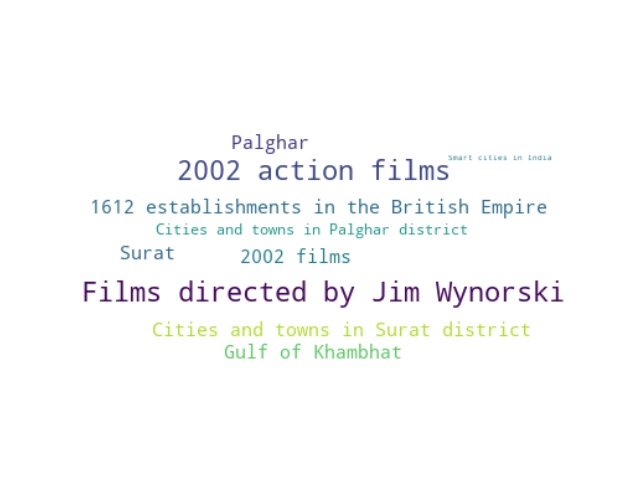 Palghar
Smart cities in India
2002 action films
1612 establishments in the British Empire
Cities and towns in Palghar district
Surat
2002 films
Films directed by Jim Wynorski
Cities and towns in Surat district
Gulf of Khambhat